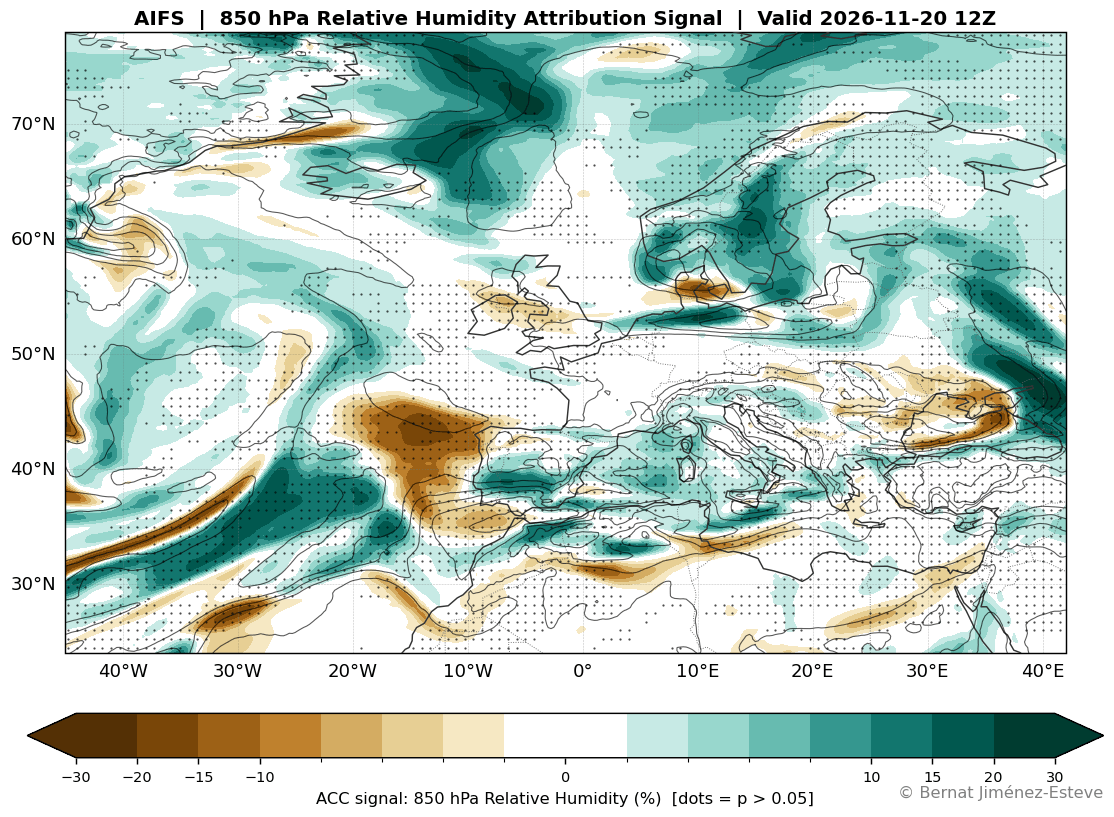 AIFS | 850 hPa Relative Humidity Attribution Signal | Valid 2026-11-20 12Z
70°N
60°N
50°N
40°N
30°N
40°W 30°W 20°W 10°W 0° 10°E 20°E 30°E 40°E
−30 −20 −15 −10 0 10 15 20 30
ACC signal: 850 hPa Relative Humidity (%) [dots = p > 0.05]
© Bernat Jiménez-Esteve